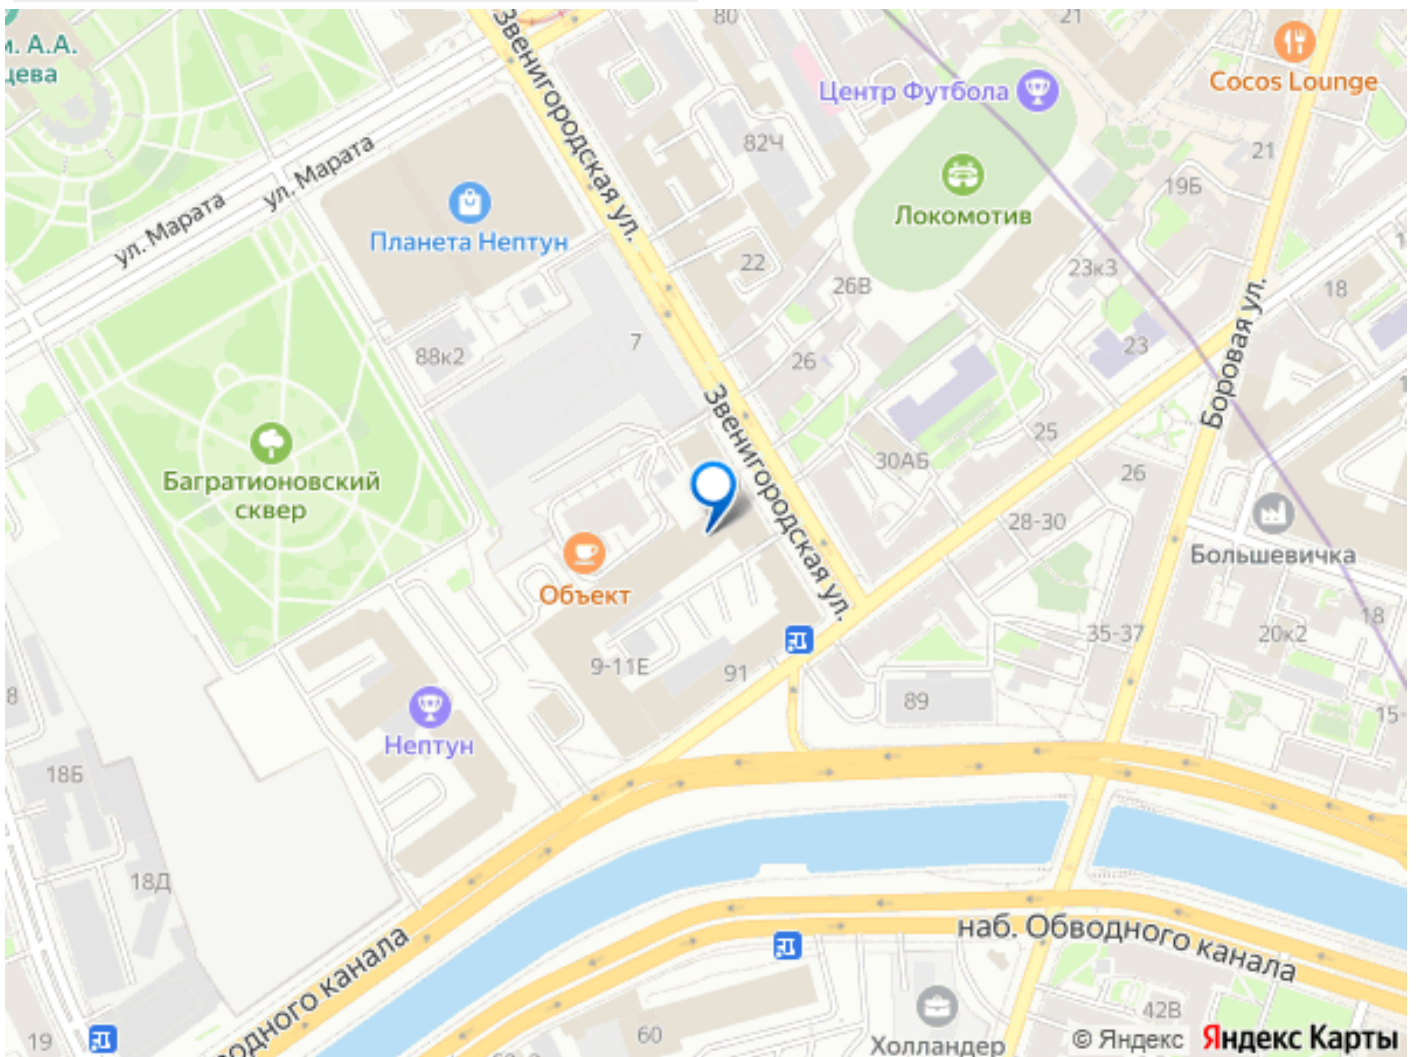 80
21
м. А.А.
цева
Cocos Lounge
Центр Футбола
Звенигородская ул.
82Ч
21
19Б
ул. Марата
ул. Марата
Локомотив
Планета Нептун
22
26В
23к3
18
Боровая ул.
7
88к2
26
23
Звенигородская ул.
25
30АБ
26
Багратионовский
сквер
28-30
Большевичка
Объект
18
35-37
20к2
9-11Е
91
89
8
15-
Нептун
18Б
18Д
наб. Обводного канала
водного канала
42В
60
19
Холландер
© Яндекс Яндекс Карты